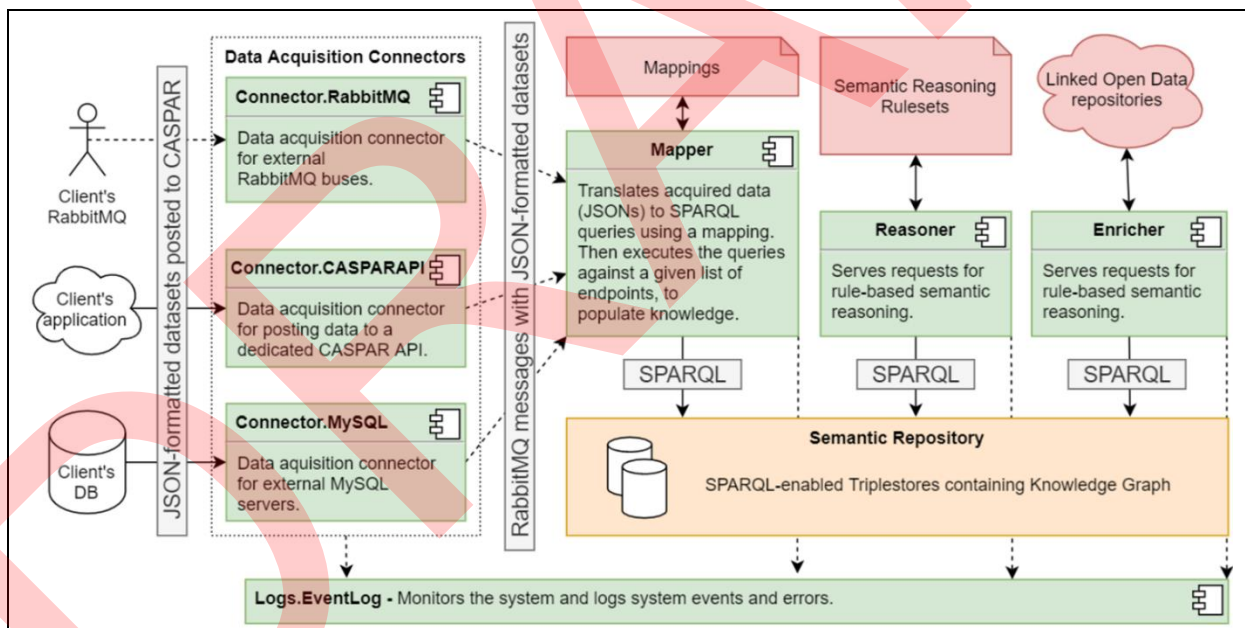 Data Acquisition Connectors
JSON-formatted datasets posted to CASPAR
Client's
RabbitMQ
Client's
application
Client's
DB
Connector.RabbitMQ
Data acquisition connector
for external
RabbitMQ buses.
Connector.CASPARAPI
Data acquisition connector
for posting data to a
dedicated CASPAR API.
Connector.MySQL
Data aquisition connector
for external MySQL
servers.
RabbitMQ messages with JSON-formatted datasets
Mappings
Mapper
Translates acquired data
(JSONs) to SPARQL
queries using a mapping.
Then executes the queries
against a given list of
endpoints, to
populate knowledge.
SPARQL
Semantic Reasoning
Rulesets
Reasoner
Serves requests for
rule-based semantic
reasoning.
SPARQL
Linked Open Data
repositories
Enricher
Serves requests for
rule-based semantic
reasoning.
SPARQL
Semantic Repository
SPARQL-enabled Triplestores containing Knowledge Graph
Logs.EventLog - Monitors the system and logs system events and errors.